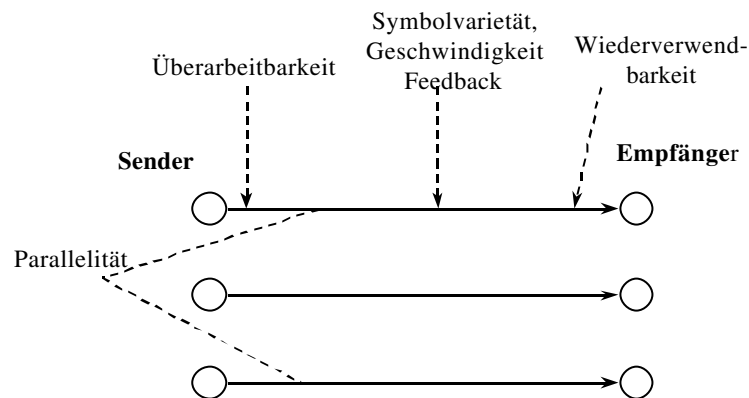 Symbolvarietät,
Geschwindigkeit
Feedback
Überarbeitbarkeit
Wiederverwend-
barkeit
Sender
Empfänger
Parallelität